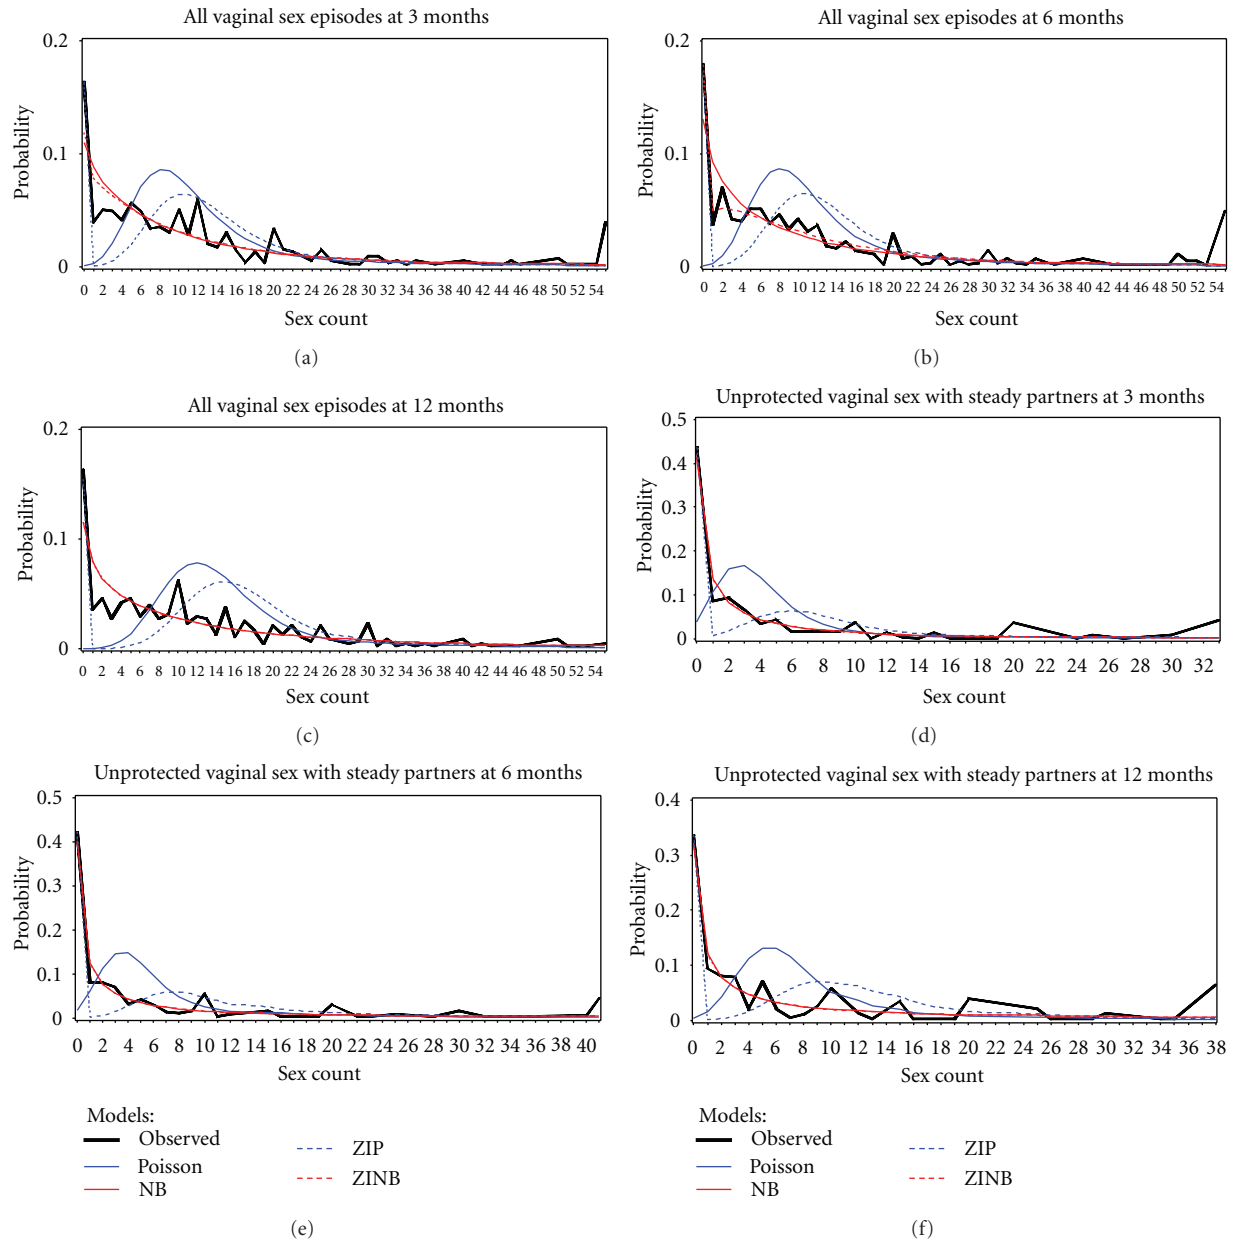 All vaginal sex episodes at 3 months
0.2
0.1
0
Probability
0 2 4 6 8 10 12 14 16 18 20 22 24 26 28 30 32 34 36 38 40 42 44 46 48 50 52 54
Sex count
(a)
All vaginal sex episodes at 6 months
0.2
0.1
0
Probability
0 2 4 6 8 10 12 14 16 18 20 22 24 26 28 30 32 34 36 38 40 42 44 46 48 50 52 54
Sex count
(b)
All vaginal sex episodes at 12 months
0.2
0.1
0
Probability
0 2 4 6 8 10 12 14 16 18 20 22 24 26 28 30 32 34 36 38 40 42 44 46 48 50 52 54
Sex count
(c)
Unprotected vaginal sex with steady partners at 3 months
0.5
0.4
0.3
0.2
0.1
0
Probability
0 2 4 6 8 10 12 14 16 18 20 22 24 26 28 30 32
Sex count
(d)
Unprotected vaginal sex with steady partners at 6 months
0.5
0.4
0.3
0.2
0.1
0
Probability
0 2 4 6 8 10 12 14 16 18 20 22 24 26 28 30 32 34 36 38 40
Sex count
Models:
Observed
Poisson
NB
ZIP
ZINB
(e)
Unprotected vaginal sex with steady partners at 12 months
0.4
0.3
0.2
0.1
0
Probability
0 2 4 6 8 10 12 14 16 18 20 22 24 26 28 30 32 34 36 38
Sex count
Models:
Observed
Poisson
NB
ZIP
ZINB
(f)